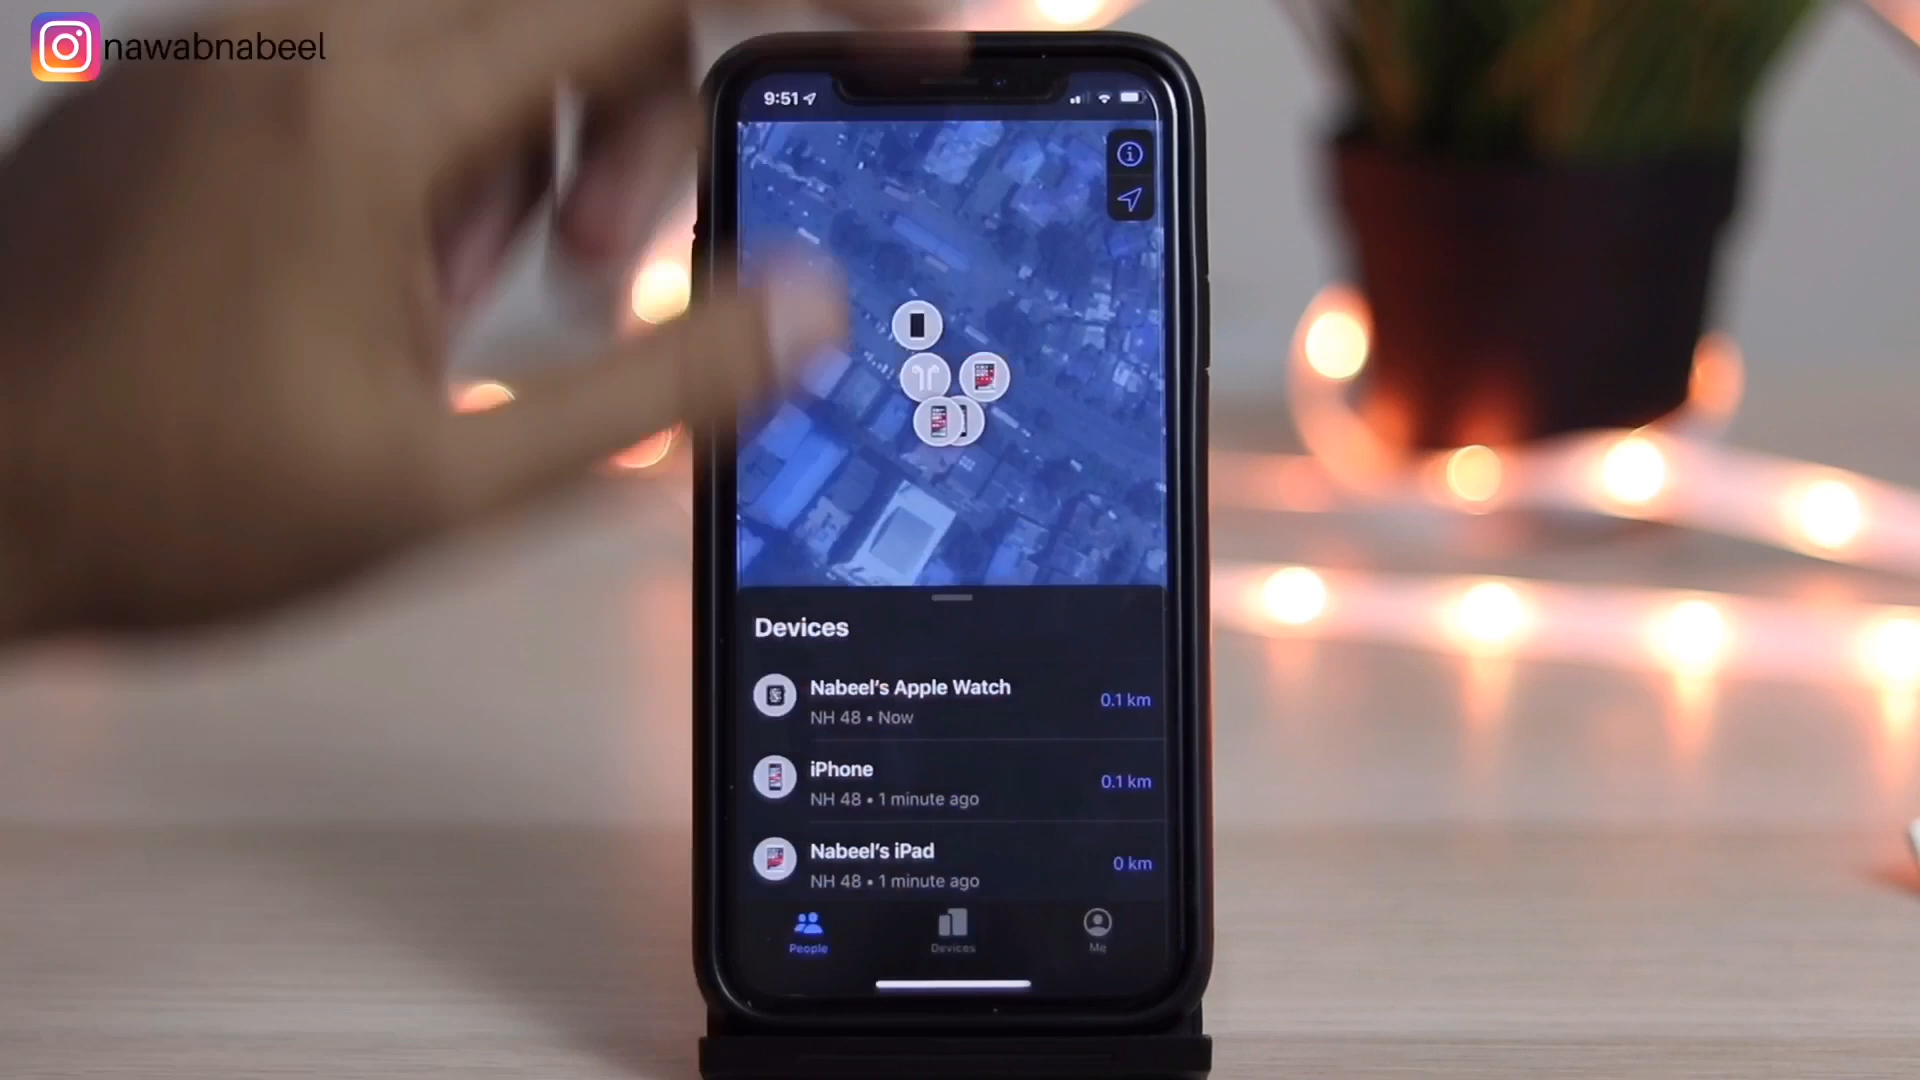 nawabnabeel
9:51
Devices
Nabeel's Apple Watch
NH 48 • Now
0.1 km
iPhone
NH 48 • 1 minute ago
0.1 km
Nabeel's iPad
NH 48 • 1 minute ago
0 km
People
Devices
Me